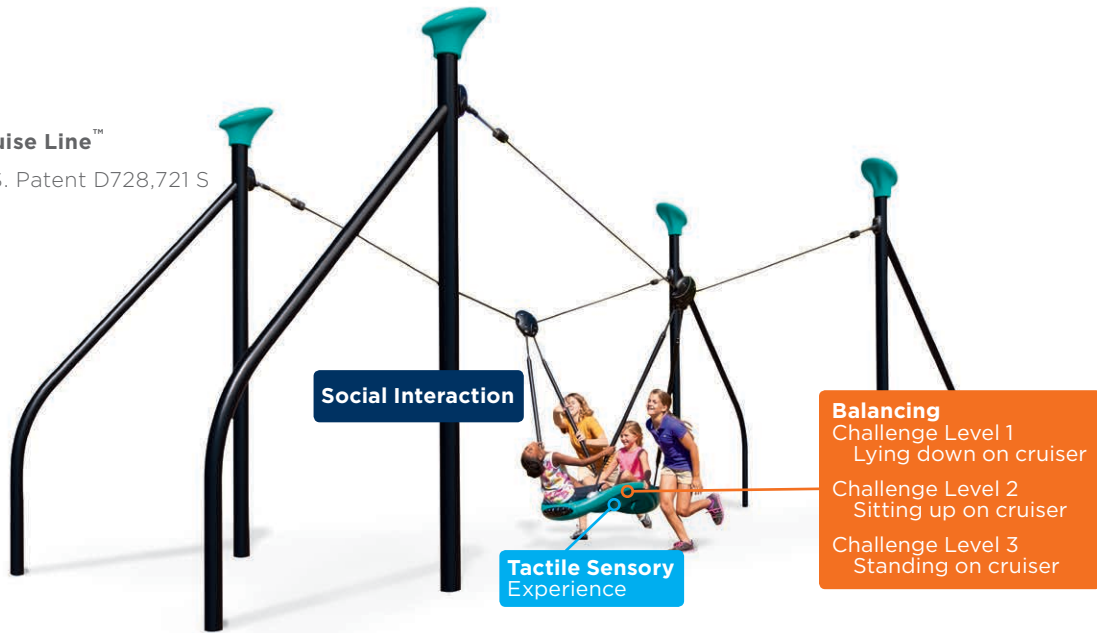 uise Line™
. Patent D728,721 S
Social Interaction
Balancing
Challenge Level 1
Lying down on cruiser
Challenge Level 2
Sitting up on cruiser
Challenge Level 3
Standing on cruiser
Tactile Sensory
Experience